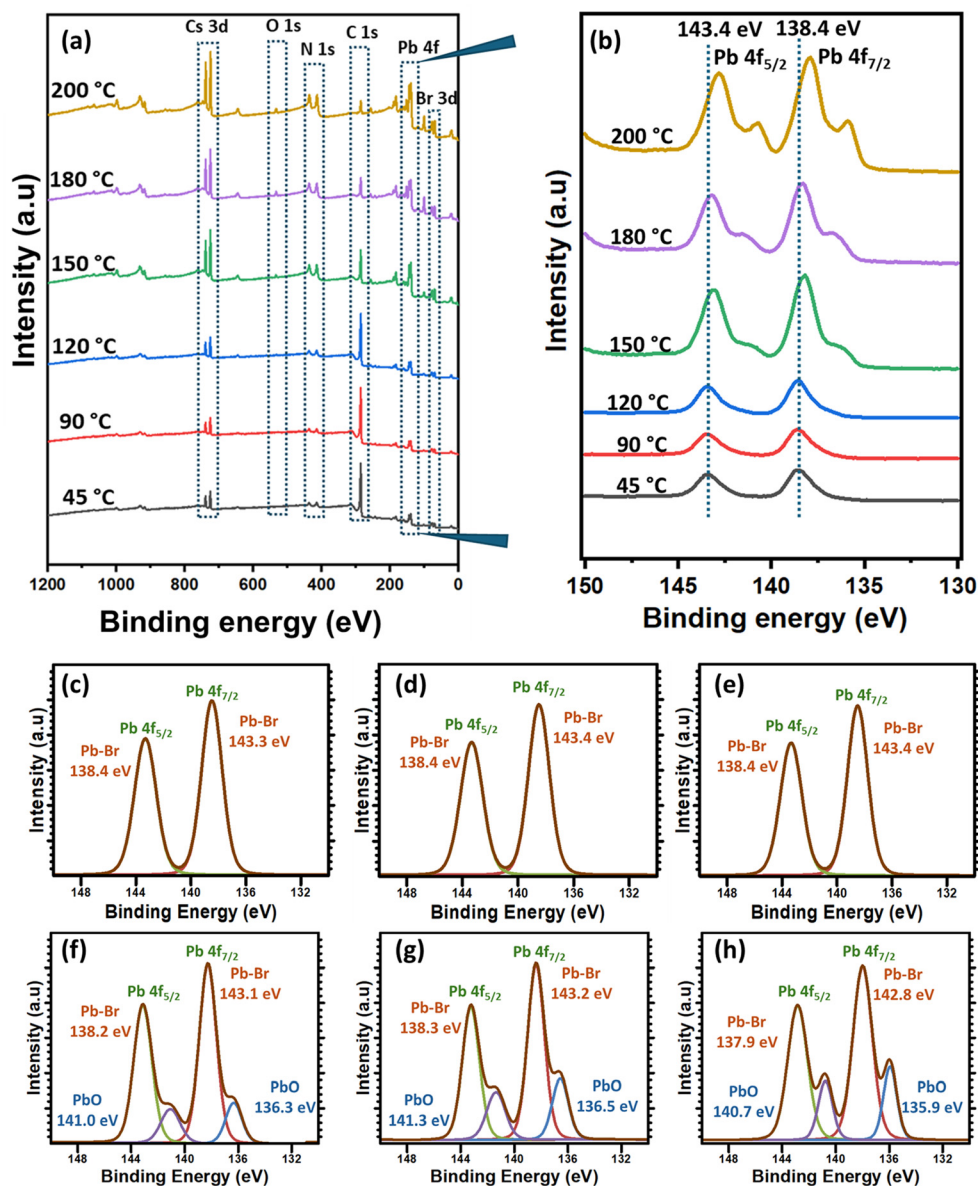 (a)
Cs 3d
O 1s
N 1s
C 1s
Pb 4f
Br 3d
200 °C
180 °C
150 °C
120 °C
90 °C
45 °C
Intensity (a.u)
1200 1000 800 600 400 200 0
Binding energy (eV)
(b)
143.4 eV 138.4 eV
Pb 4f5/2 Pb 4f7/2
200 °C
180 °C
150 °C
120 °C
90 °C
45 °C
Intensity (a.u)
150 145 140 135 130
Binding energy (eV)
(c)
Pb 4f7/2
Pb 4f5/2
Pb-Br
143.3 eV
Pb-Br
138.4 eV
Intensity (a.u)
148 144 140 136 132
Binding Energy (eV)
(d)
Pb 4f7/2
Pb 4f5/2
Pb-Br
143.4 eV
Pb-Br
138.4 eV
Intensity (a.u)
148 144 140 136 132
Binding Energy (eV)
(e)
Pb 4f7/2
Pb 4f5/2
Pb-Br
143.4 eV
Pb-Br
138.4 eV
Intensity (a.u)
148 144 140 136 132
Binding Energy (eV)
(f)
Pb 4f7/2
Pb 4f5/2
Pb-Br
143.1 eV
Pb-Br
138.2 eV
PbO
141.0 eV
PbO
136.3 eV
Intensity (a.u)
148 144 140 136 132
Binding Energy (eV)
(g)
Pb 4f7/2
Pb 4f5/2
Pb-Br
143.2 eV
Pb-Br
138.3 eV
PbO
141.3 eV
PbO
136.5 eV
Intensity (a.u)
148 144 140 136 132
Binding Energy (eV)
(h)
Pb 4f7/2
Pb 4f5/2
Pb-Br
142.8 eV
Pb-Br
137.9 eV
PbO
140.7 eV
PbO
135.9 eV
Intensity (a.u)
148 144 140 136 132
Binding Energy (eV)